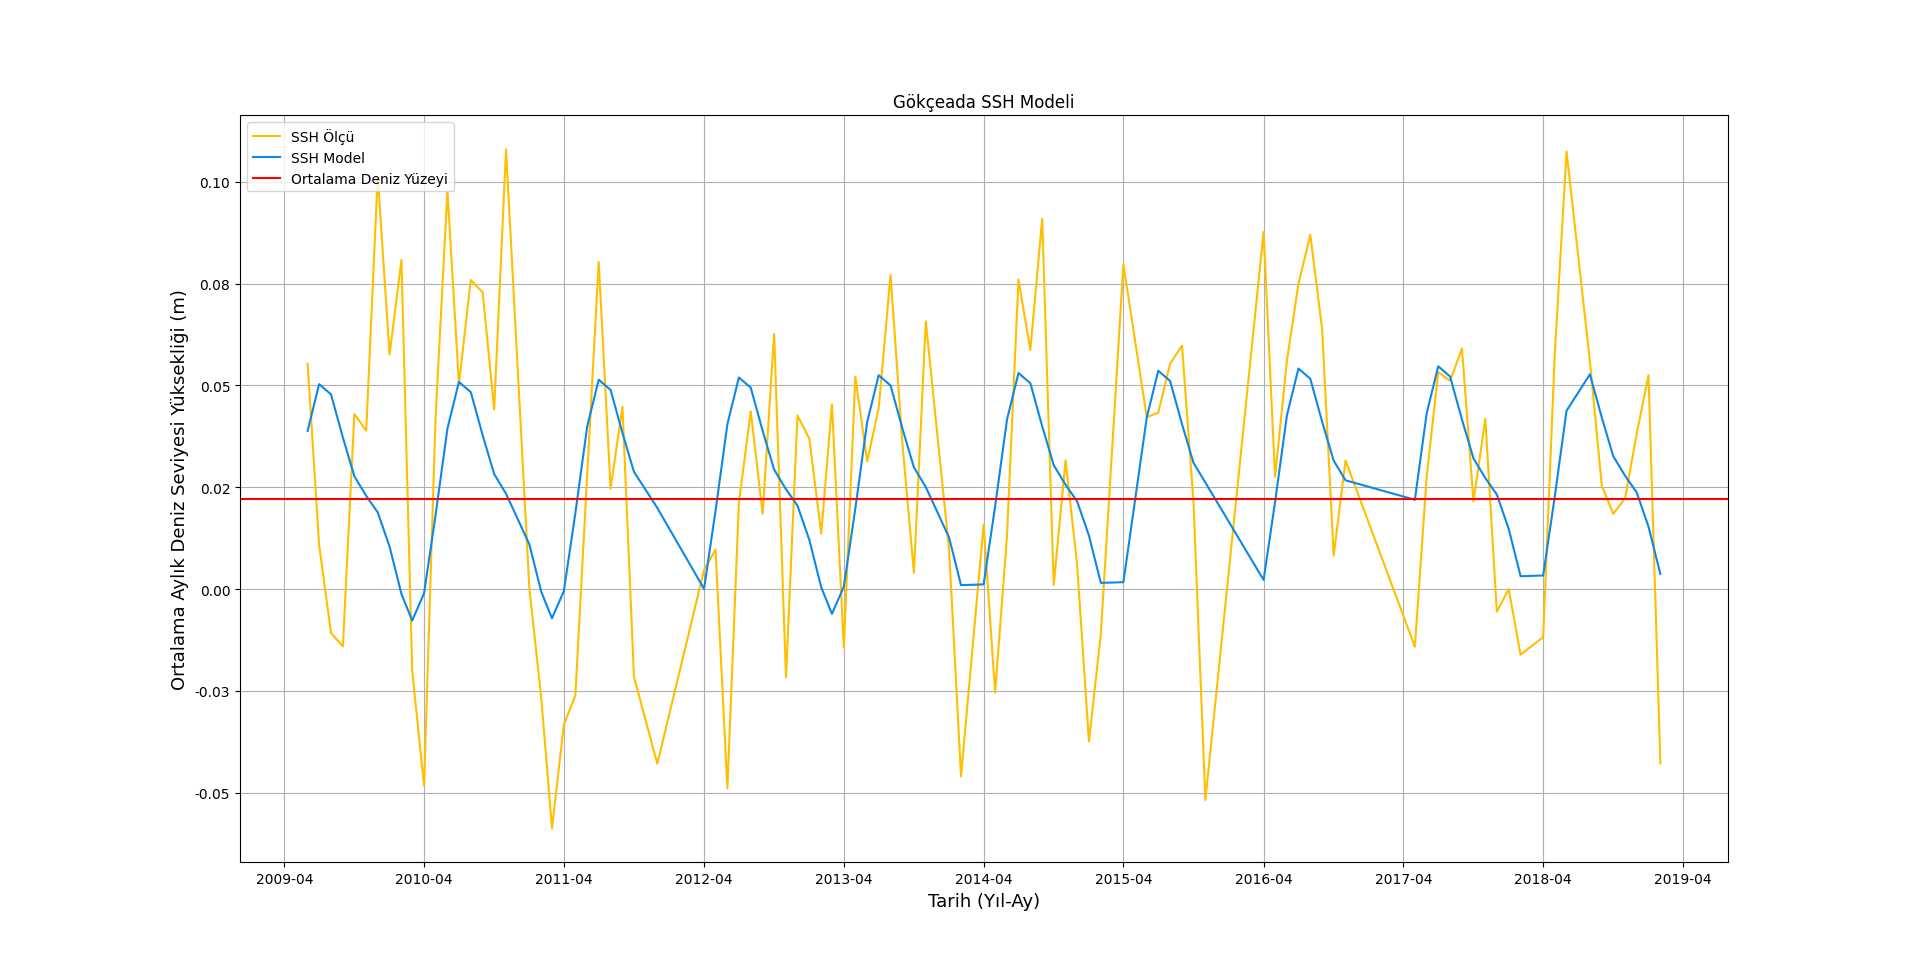 Gökçeada SSH Modeli
SSH Ölçü
SSH Model
Ortalama Deniz Yüzeyi
Ortalama Aylık Deniz Seviyesi Yüksekliği (m)
0.10
0.08
0.05
0.02
0.00
-0.03
-0.05
2009-04 2010-04 2011-04 2012-04 2013-04 2014-04 2015-04 2016-04 2017-04 2018-04 2019-04
Tarih (Yıl-Ay)